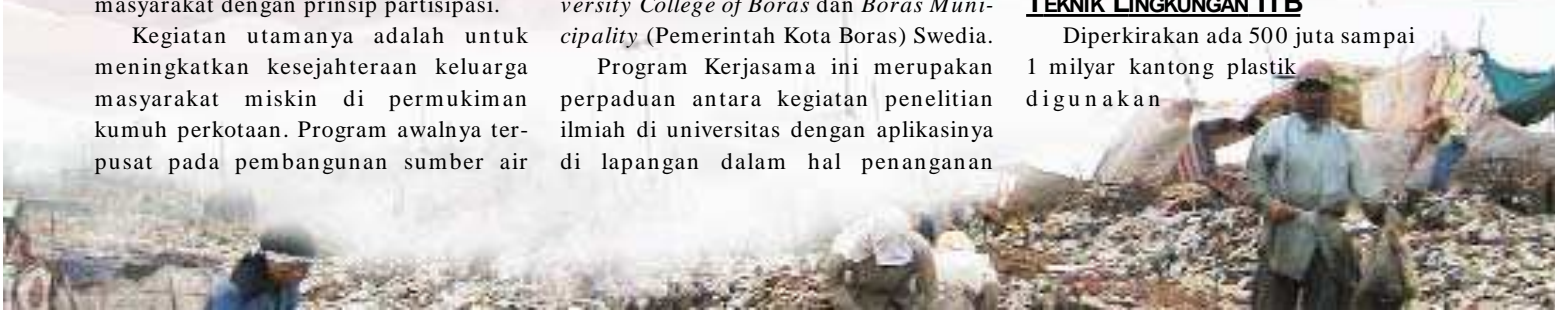 masyarakat dengan prinsip partisipasi.
Kegiatan utamanya adalah untuk
meningkatkan kesejahteraan keluarga
masyarakat miskin di permukiman
kumuh perkotaan. Program awalnya ter-
pusat pada pembangunan sumber air
versity College of Boras dan Boras Muni-
cipality (Pemerintah Kota Boras) Swedia.
Program Kerjasama ini merupakan
perpaduan antara kegiatan penelitian
ilmiah di universitas dengan aplikasinya
di lapangan dalam hal penanganan
TEKNIK LINGKUNGAN ITB
Diperkirakan ada 500 juta sampai
1 milyar kantong plastik
digunakan